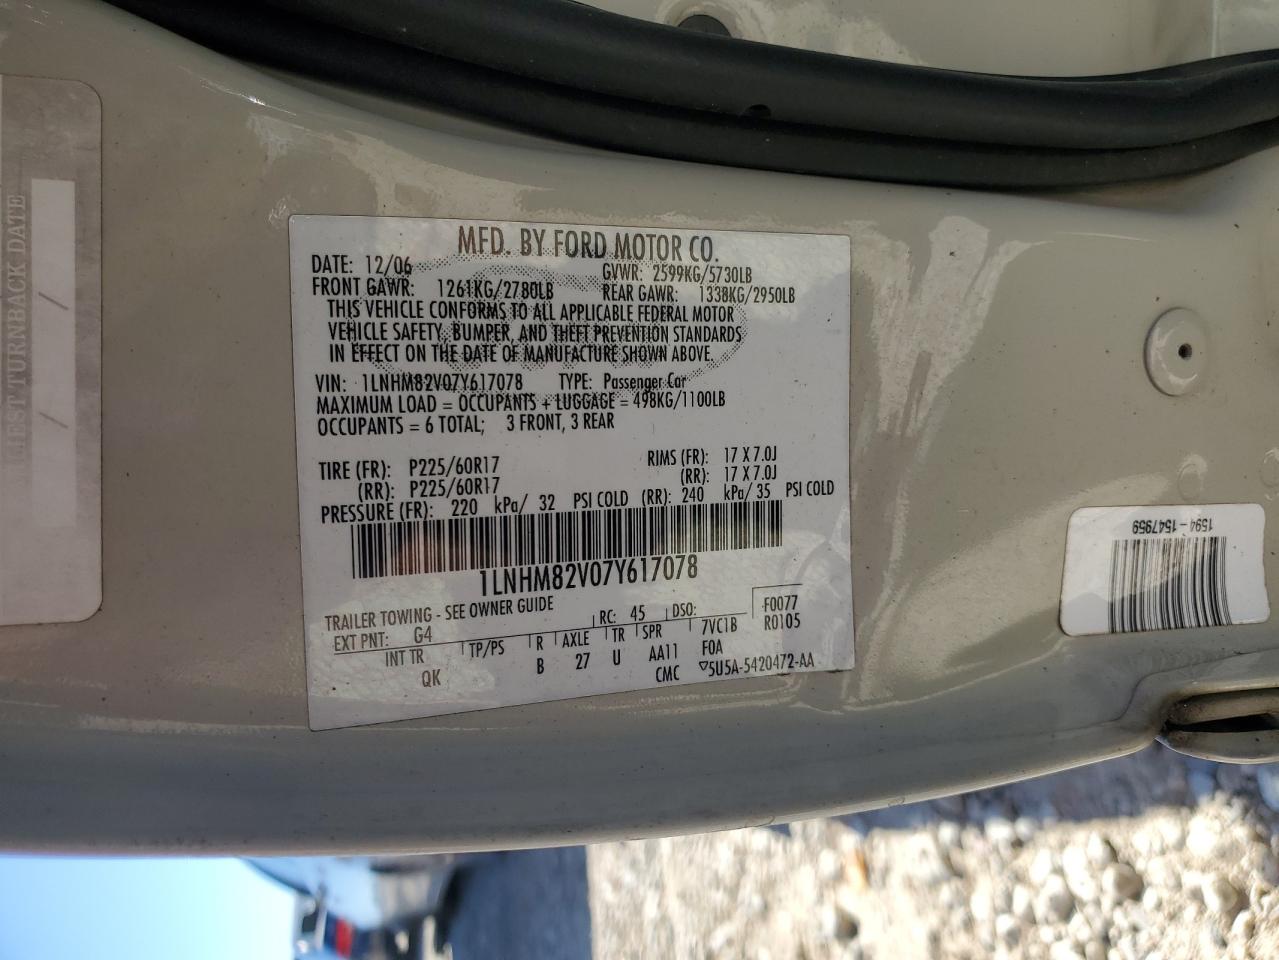 MFD. BY FORD MOTOR CO.
DATE: 12/06 GVWR: 2599KG/5730LB
FRONT GAWR: 1261KG/2780LB REAR GAWR: 1338KG/2950LB
THIS VEHICLE CONFORMS TO ALL APPLICABLE FEDERAL MOTOR
VEHICLE SAFETY, BUMPER, AND THEFT PREVENTION STANDARDS
IN EFFECT ON THE DATE OF MANUFACTURE SHOWN ABOVE.
VIN: 1LNHM82V07Y617078 TYPE: Passenger Car
MAXIMUM LOAD = OCCUPANTS + LUGGAGE = 498KG/1100LB
OCCUPANTS = 6 TOTAL; 3 FRONT, 3 REAR
TIRE (FR): P225/60R17 RIMS (FR): 17 X 7.0J
(RR): P225/60R17 (RR): 17 X 7.0J
PRESSURE (FR): 220 kPa/ 32 PSI COLD (RR): 240 kPa/ 35 PSI COLD
1LNHM82V07Y617078
TRAILER TOWING - SEE OWNER GUIDE RC: 45 DSO: F0077
EXT PNT: G4 R0105
INT TR TP/PS R AXLE TR SPR 7VC1B
QK B 27 U AA11 FOA
CMC ▽5U5A-5420472-AA
1594-1547959
TURNBACK DATE
/ /